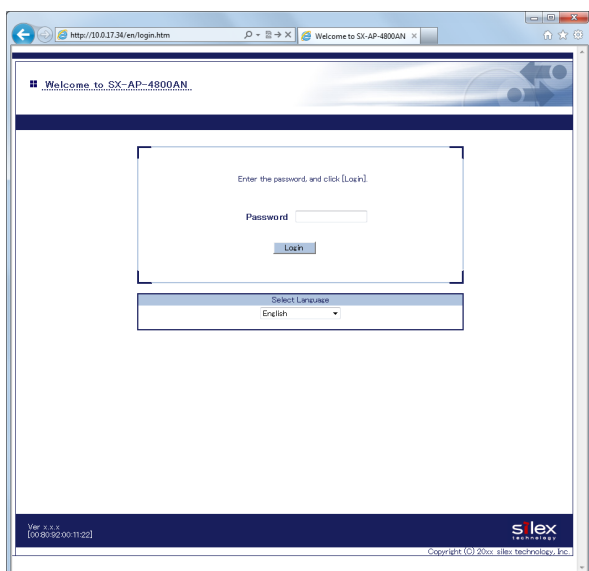 http://10.0.17.34/en/login.htm
Welcome to SX-AP-4800AN
Welcome to SX-AP-4800AN
Enter the password, and click [Login].
Password
Login
Select Language
English
Ver x.x.x
[00:80:92:00:11:22]
silex
technology
Copyright (C) 20xx silex technology, Inc.